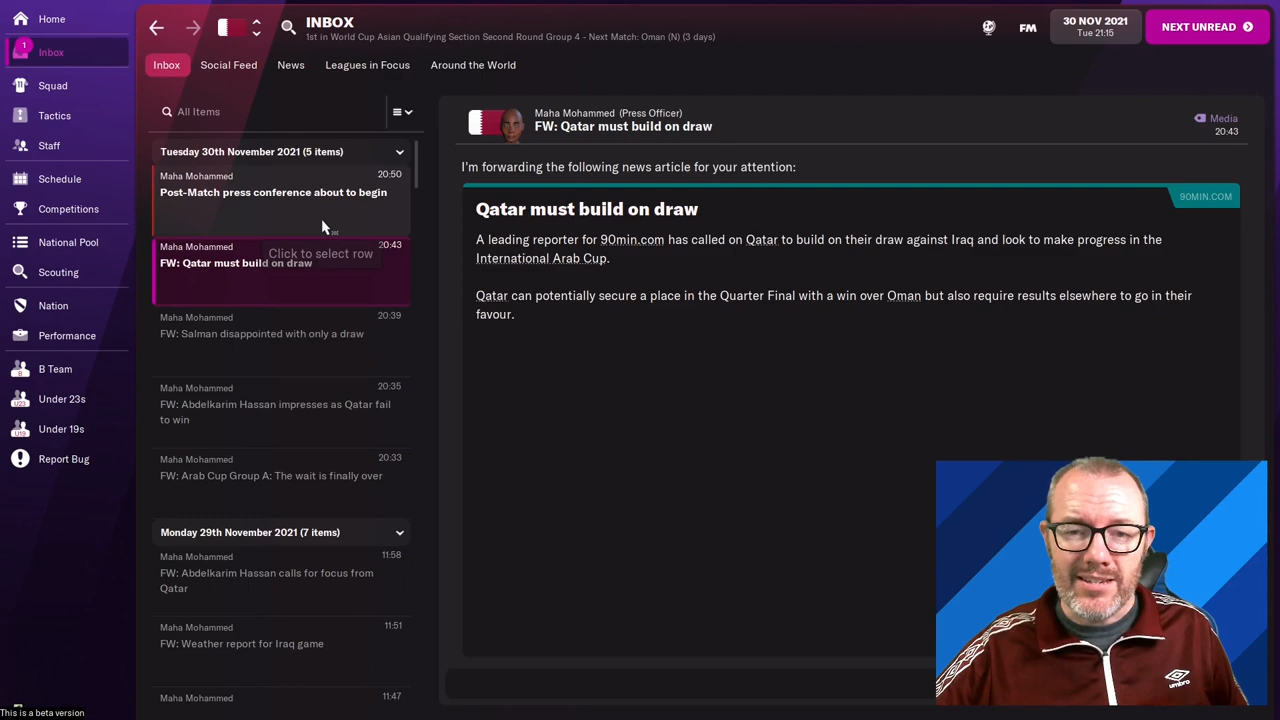 Home
1
Inbox
Squad
Tactics
Staff
Schedule
Competitions
National Pool
Scouting
Nation
Performance
B
B Team
U23
Under 23s
U19
Under 19s
Report Bug
This is a beta version
INBOX
1st in World Cup Asian Qualifying Section Second Round Group 4 - Next Match: Oman (N) (3 days)
FM
30 NOV 2021
Tue 21:15
NEXT UNREAD
Inbox
Social Feed
News
Leagues in Focus
Around the World
All Items
Tuesday 30th November 2021 (5 items)
Maha Mohammed
20:50
Post-Match press conference about to begin
Maha Mohammed
20:43
FW: Qatar must build on draw
Click to select row
Maha Mohammed
20:39
FW: Salman disappointed with only a draw
Maha Mohammed
20:35
FW: Abdelkarim Hassan impresses as Qatar fail
to win
Maha Mohammed
20:33
FW: Arab Cup Group A: The wait is finally over
Monday 29th November 2021 (7 items)
Maha Mohammed
11:58
FW: Abdelkarim Hassan calls for focus from
Qatar
Maha Mohammed
11:51
FW: Weather report for Iraq game
Maha Mohammed
11:47
Maha Mohammed (Press Officer)
FW: Qatar must build on draw
Media
20:43
I'm forwarding the following news article for your attention:
90MIN.COM
Qatar must build on draw
A leading reporter for 90min.com has called on Qatar to build on their draw against Iraq and look to make progress in the
International Arab Cup.
Qatar can potentially secure a place in the Quarter Final with a win over Oman but also require results elsewhere to go in their
favour.
umbro